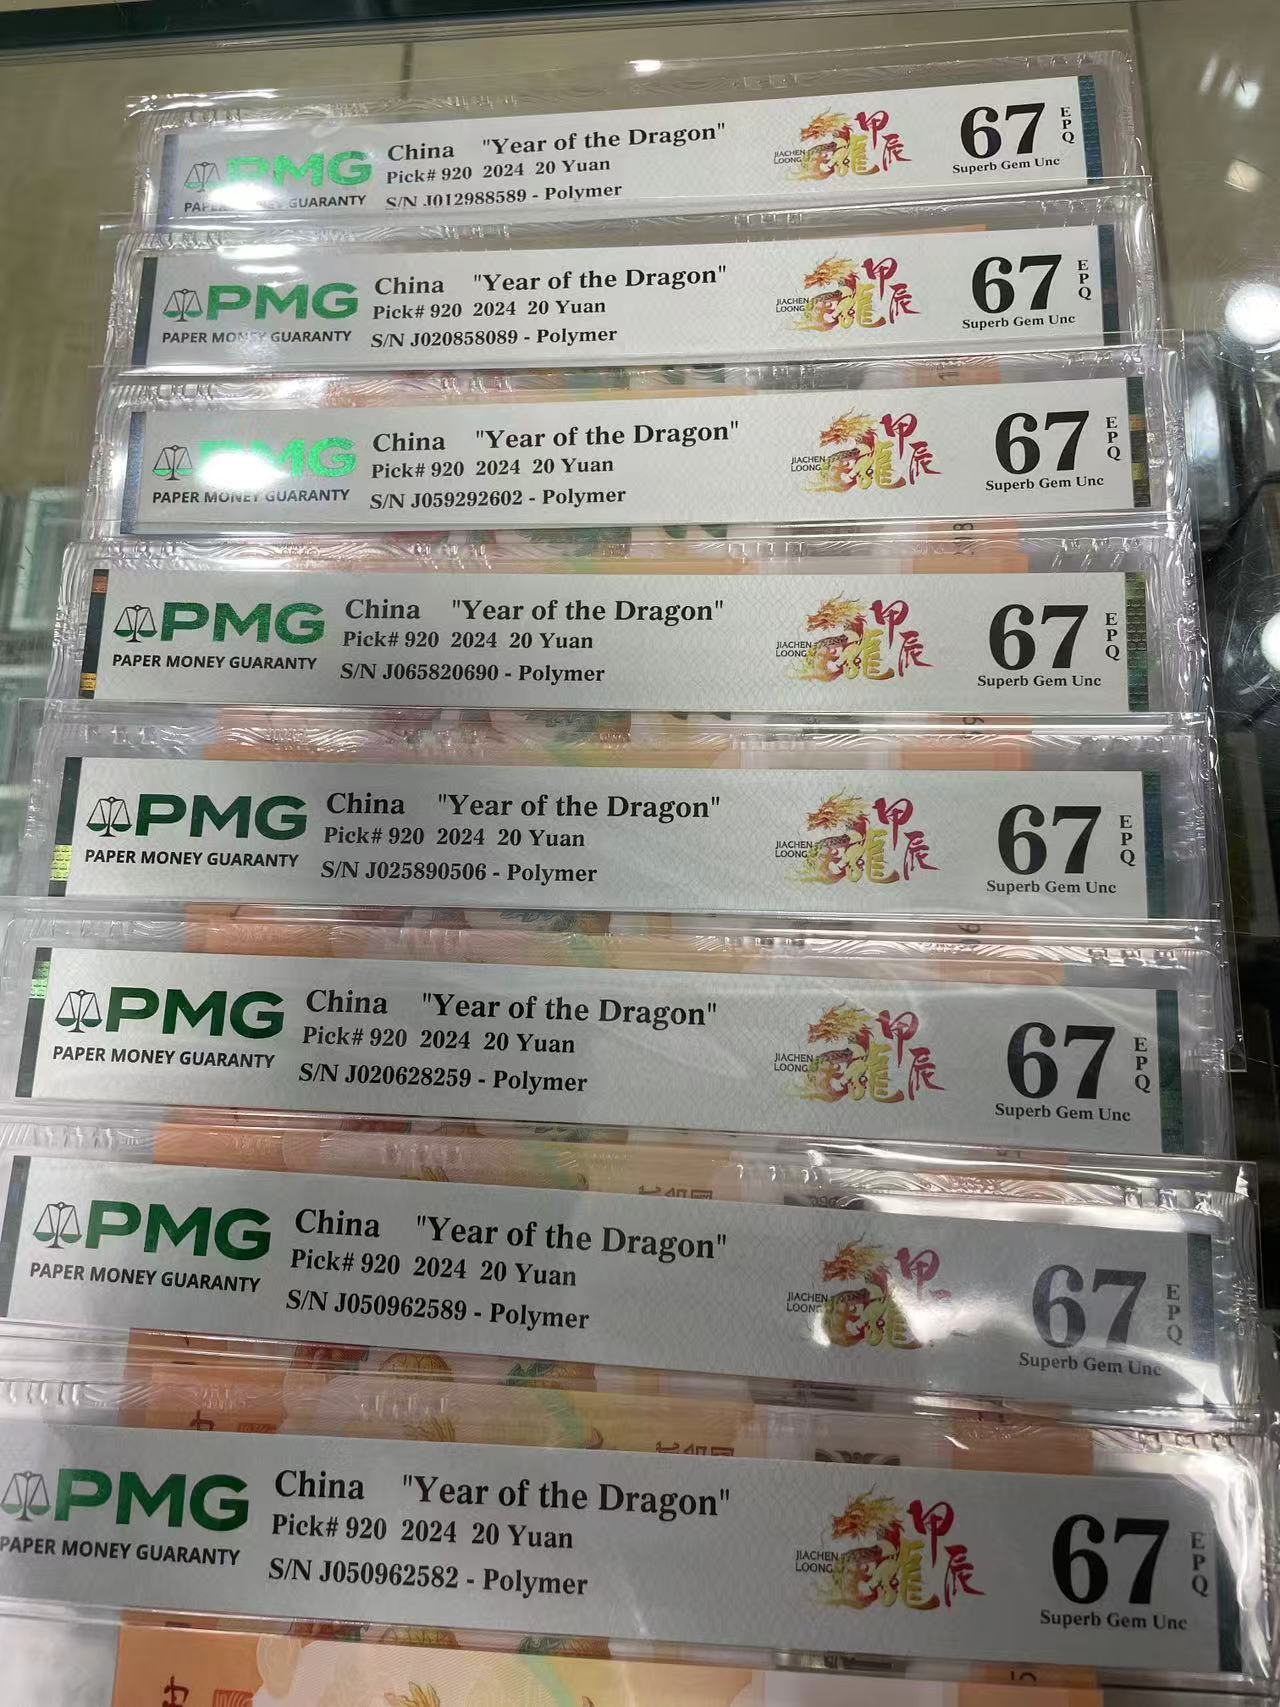 PMG
PAPER MONEY GUARANTY
China "Year of the Dragon"
Pick# 920 2024 20 Yuan
S/N J012988589 - Polymer
JIACHEN
LOONG
甲辰
龍
67
EPQ
Superb Gem Unc
PMG
PAPER MONEY GUARANTY
China "Year of the Dragon"
Pick# 920 2024 20 Yuan
S/N J020858089 - Polymer
JIACHEN
LOONG
甲辰
龍
67
EPQ
Superb Gem Unc
PMG
PAPER MONEY GUARANTY
China "Year of the Dragon"
Pick# 920 2024 20 Yuan
S/N J059292602 - Polymer
JIACHEN
LOONG
甲辰
龍
67
EPQ
Superb Gem Unc
PMG
PAPER MONEY GUARANTY
China "Year of the Dragon"
Pick# 920 2024 20 Yuan
S/N J065820690 - Polymer
JIACHEN
LOONG
甲辰
龍
67
EPQ
Superb Gem Unc
PMG
PAPER MONEY GUARANTY
China "Year of the Dragon"
Pick# 920 2024 20 Yuan
S/N J025890506 - Polymer
JIACHEN
LOONG
甲辰
龍
67
EPQ
Superb Gem Unc
PMG
PAPER MONEY GUARANTY
China "Year of the Dragon"
Pick# 920 2024 20 Yuan
S/N J020628259 - Polymer
JIACHEN
LOONG
甲辰
龍
67
EPQ
Superb Gem Unc
PMG
PAPER MONEY GUARANTY
China "Year of the Dragon"
Pick# 920 2024 20 Yuan
S/N J050962589 - Polymer
JIACHEN
LOONG
甲
龍
67
EPQ
Superb Gem Unc
PMG
PAPER MONEY GUARANTY
China "Year of the Dragon"
Pick# 920 2024 20 Yuan
S/N J050962582 - Polymer
JIACHEN
LOONG
甲辰
龍
67
EPQ
Superb Gem Unc